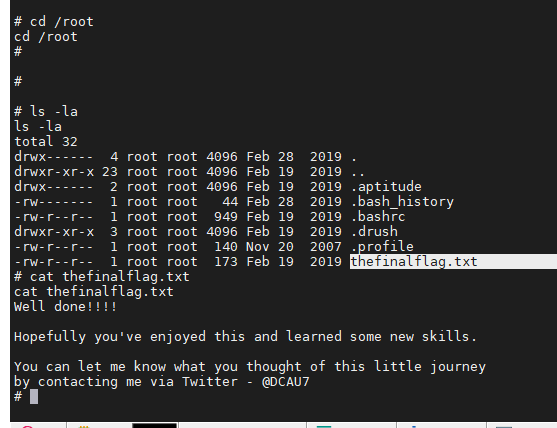 # cd /root
cd /root
#
#
# ls -la
ls -la
total 32
drwx------  4 root root 4096 Feb 28  2019 .
drwxr-xr-x 23 root root 4096 Feb 19  2019 ..
drwx------  2 root root 4096 Feb 19  2019 .aptitude
-rw-------  1 root root   44 Feb 28  2019 .bash_history
-rw-r--r--  1 root root  949 Feb 19  2019 .bashrc
drwxr-xr-x  3 root root 4096 Feb 19  2019 .drush
-rw-r--r--  1 root root  140 Nov 20  2007 .profile
-rw-r--r--  1 root root  173 Feb 19  2019 thefinalflag.txt
# cat thefinalflag.txt
cat thefinalflag.txt
Well done!!!!
Hopefully you've enjoyed this and learned some new skills.
You can let me know what you thought of this little journey
by contacting me via Twitter - @DCAU7
#